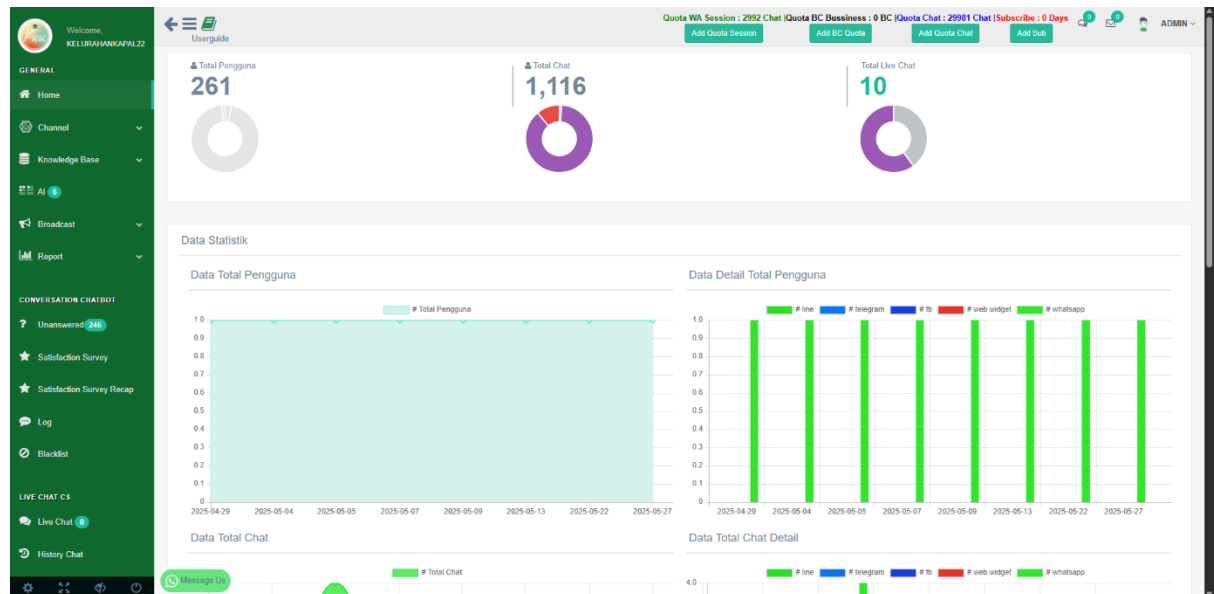 Welcome,
KELURAHANKAPAL22
GENERAL
Home
Channel
Knowledge Base
AI 6
Broadcast
Report
CONVERSATION CHATBOT
Unanswered 246
Satisfaction Survey
Satisfaction Survey Recap
Log
Blacklist
LIVE CHAT CS
Live Chat 0
History Chat
Userguide
Quota WA Session : 2992 Chat |Quota BC Bussiness : 0 BC |Quota Chat : 29981 Chat |Subscribe : 0 Days
Add Quota Session Add BC Quota Add Quota Chat Add Sub
0 0 ADMIN
Total Pengguna
261
Total Chat
1,116
Total Live Chat
10
Data Statistik
Data Total Pengguna
# Total Pengguna
1.0
0.9
0.8
0.7
0.6
0.5
0.4
0.3
0.2
0.1
0
2025-04-29 2025-05-04 2025-05-05 2025-05-07 2025-05-09 2025-05-13 2025-05-22 2025-05-27
Data Detail Total Pengguna
# line # telegram # fb # web widget # whatsapp
1.0
0.9
0.8
0.7
0.6
0.5
0.4
0.3
0.2
0.1
0
2025-04-29 2025-05-04 2025-05-05 2025-05-07 2025-05-09 2025-05-13 2025-05-22 2025-05-27
Data Total Chat
# Total Chat
Message Us
Data Total Chat Detail
# line # telegram # fb # web widget # whatsapp
4.0